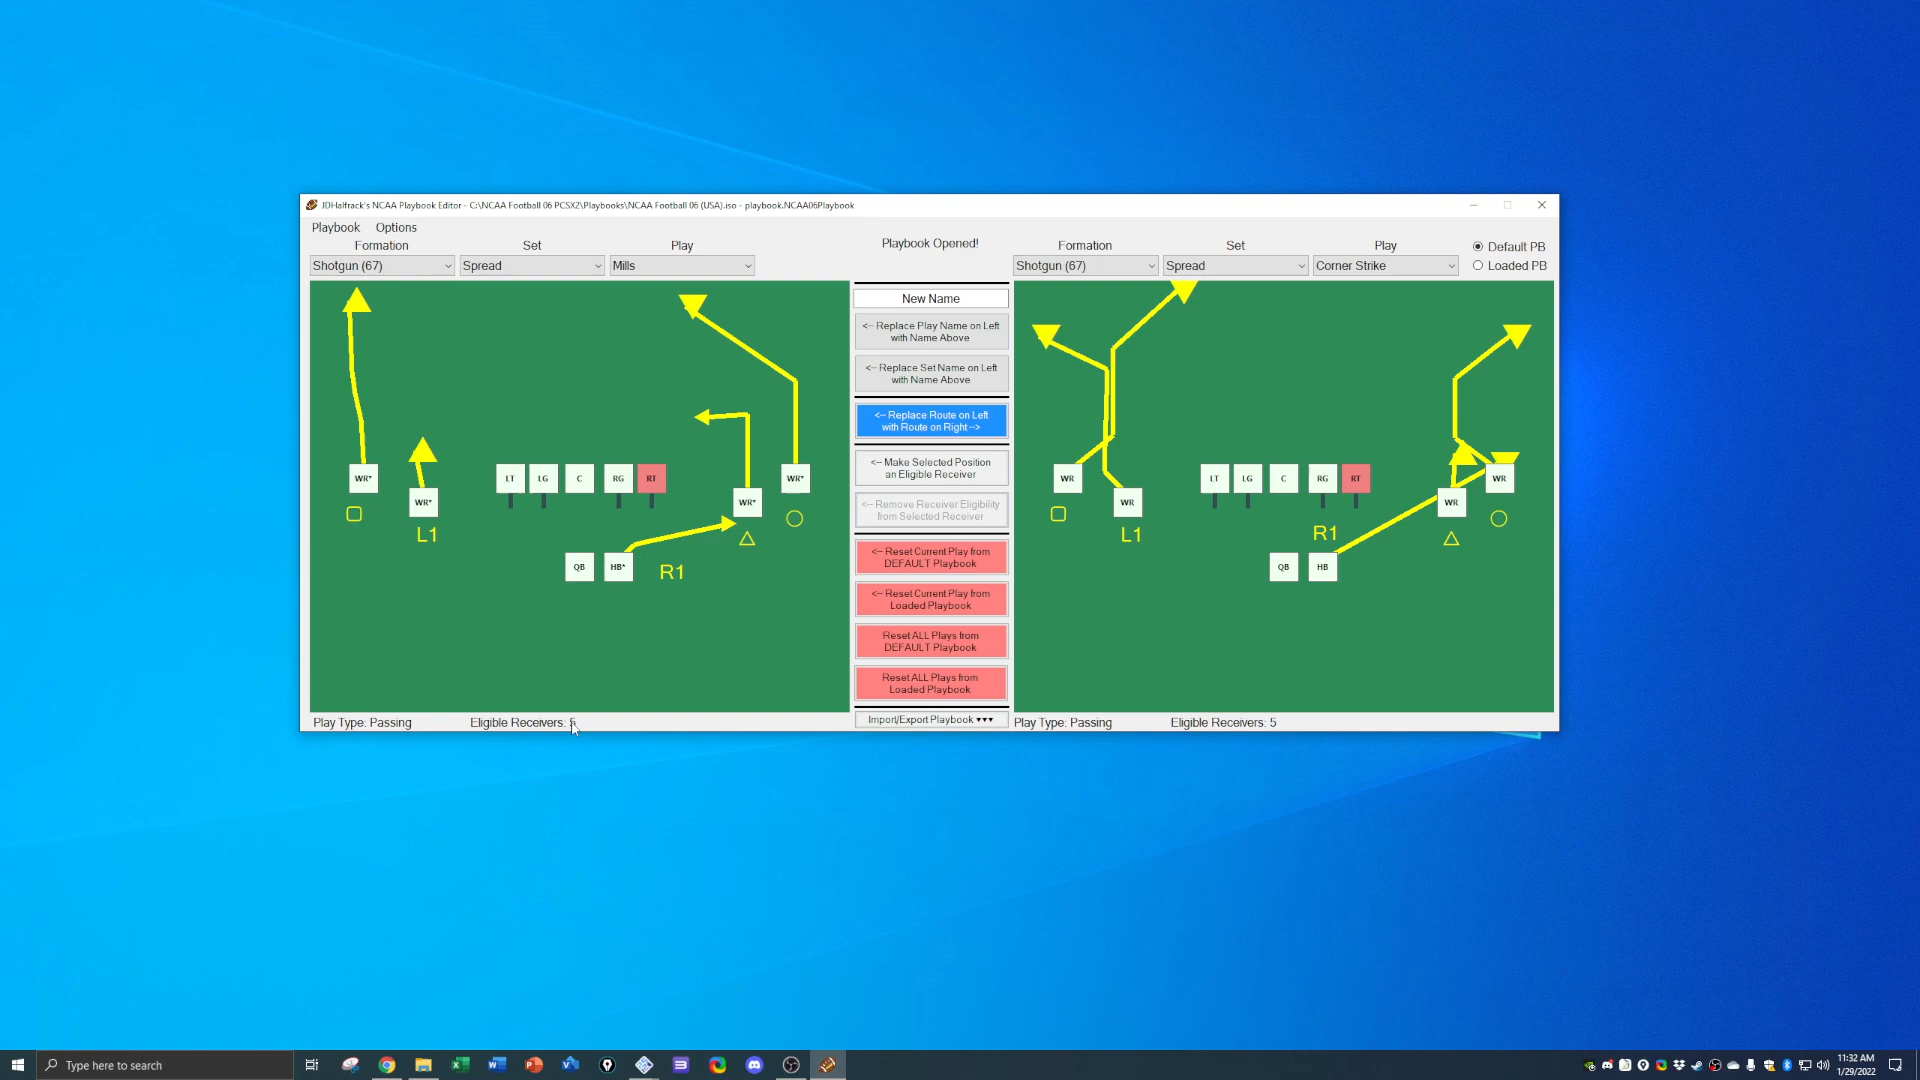 JDHalfrack's NCAA Playbook Editor - C:\NCAA Football 06 PCSX2\Playbooks\NCAA Football 06 (USA).iso - playbook.NCAA06Playbook
Playbook Options
Formation Set Play
Shotgun (67) Spread Mills
Playbook Opened!
Formation Set Play
Shotgun (67) Spread Corner Strike
Default PB
Loaded PB
WR* LT LG C RG RT WR*
WR* WR*
L1
QB HB* R1
New Name
<-- Replace Play Name on Left
with Name Above
<-- Replace Set Name on Left
with Name Above
<-- Replace Route on Left
with Route on Right -->
<-- Make Selected Position
an Eligible Receiver
<-- Remove Receiver Eligibility
from Selected Receiver
<-- Reset Current Play from
DEFAULT Playbook
<-- Reset Current Play from
Loaded Playbook
Reset ALL Plays from
DEFAULT Playbook
Reset ALL Plays from
Loaded Playbook
Import/Export Playbook ▾▾▾
WR LT LG C RG RT WR
WR WR
L1 R1
QB HB
Play Type: Passing Eligible Receivers: 5
Play Type: Passing Eligible Receivers: 5
Type here to search
11:32 AM
1/29/2022